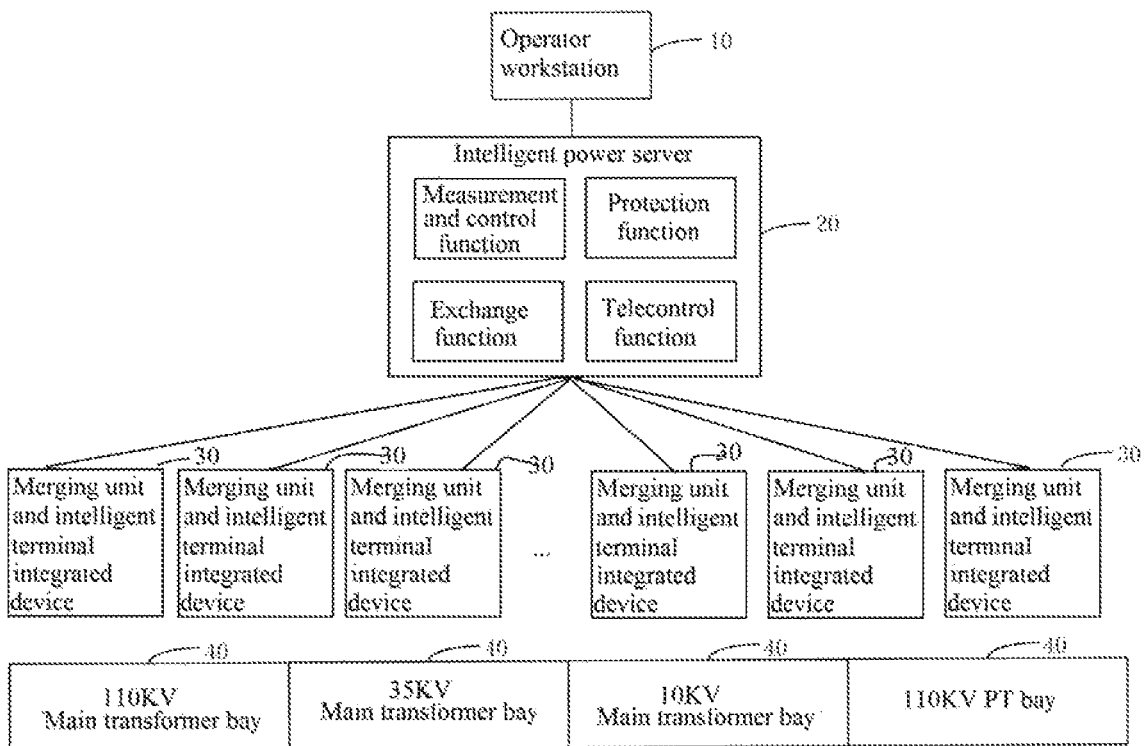 Operator
workstation
10
Intelligent power server
Measurement
and control
function
Protection
function
20
Exchange
function
Telecontrol
function
30
30
30
30
30
30
Merging unit
and intelligent
terminal
integrated
device
Merging unit
and intelligent
terminal
integrated
device
Merging unit
and intelligent
terminal
integrated
device
...
Merging unit
and intelligent
terminal
integrated
device
Merging unit
and intelligent
terminal
integrated
device
Merging unit
and intelligent
terminal
integrated
device
40
40
40
40
110KV
Main transformer bay
35KV
Main transformer bay
10KV
Main transformer bay
110KV PT bay